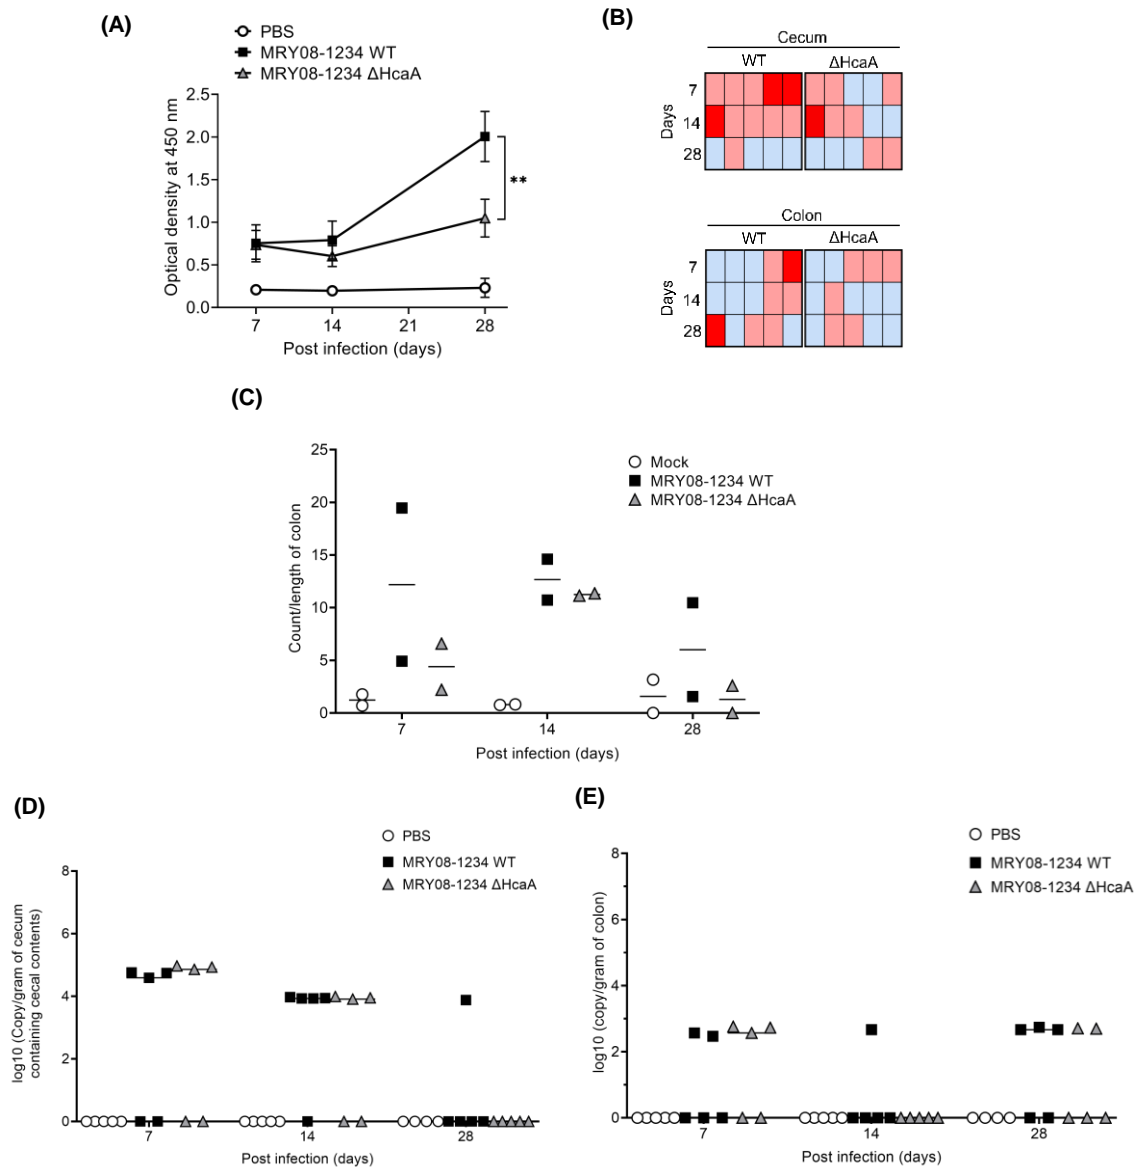 (A)
PBS
MRY08-1234 WT
MRY08-1234 ΔHcaA
Optical density at 450 nm
2.5
2.0
1.5
1.0
0.5
0.0
**
7 14 21 28
Post infection (days)
(B)
Cecum
WT ΔHcaA
Days
7
14
28
Colon
WT ΔHcaA
Days
7
14
28
(C)
Mock
MRY08-1234 WT
MRY08-1234 ΔHcaA
Count/length of colon
25
20
15
10
5
0
7 14 28
Post infection (days)
(D)
PBS
MRY08-1234 WT
MRY08-1234 ΔHcaA
log10 (Copy/gram of cecum
containing cecal contents)
8
6
4
2
0
7 14 28
Post infection (days)
(E)
PBS
MRY08-1234 WT
MRY08-1234 ΔHcaA
log10 (copy/gram of colon)
8
6
4
2
0
7 14 28
Post infection (days)